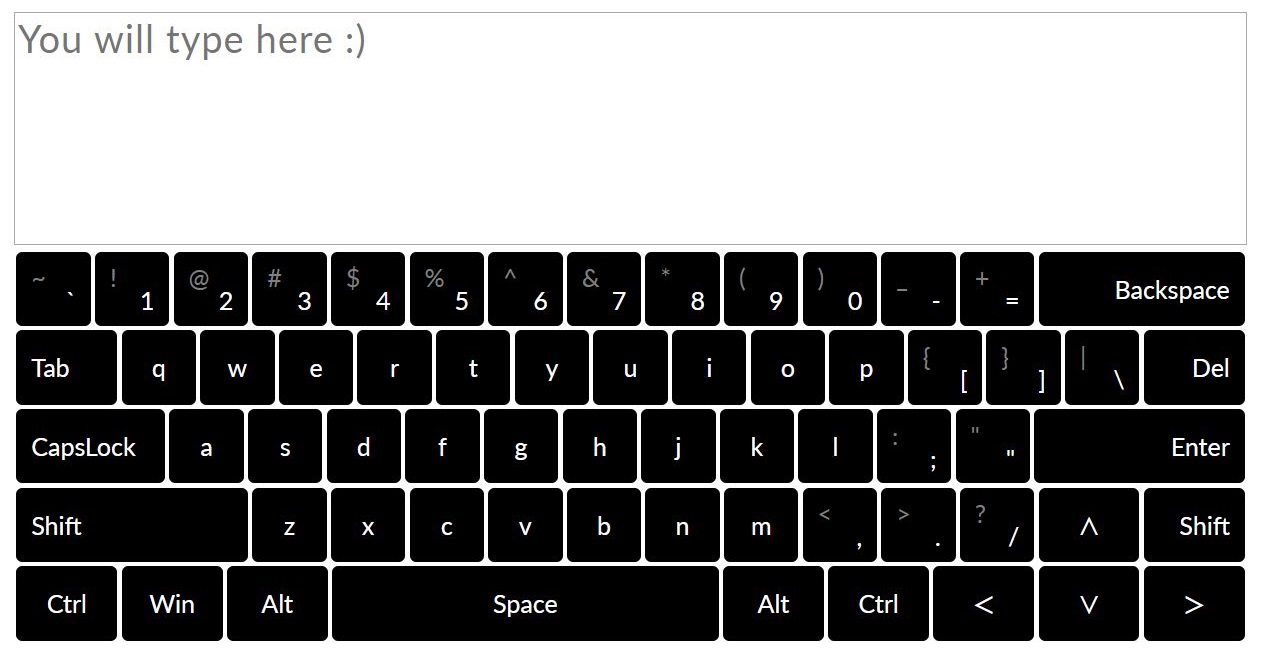 You will type here :)
~ ` ! 1 @ 2 # 3 $ 4 % 5 ^ 6 & 7 * 8 ( 9 ) 0 _ - + = Backspace
Tab q w e r t y u i o p { [ } ] | \ Del
CapsLock a s d f g h j k l : ; " " Enter
Shift z x c v b n m < , > . ? / ^ Shift
Ctrl Win Alt Space Alt Ctrl < V >